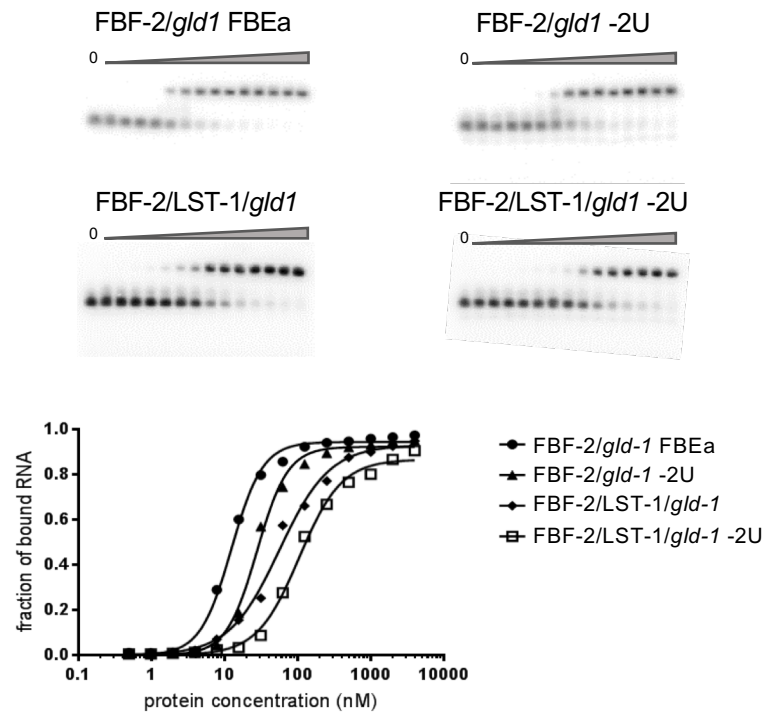 FBF-2/gld1 FBEa
FBF-2/gld1 -2U
0
0
FBF-2/LST-1/gld1
FBF-2/LST-1/gld1 -2U
0
0
fraction of bound RNA
1.0
0.8
0.6
0.4
0.2
0.0
0.1
1
10
100
1000
10000
protein concentration (nM)
FBF-2/gld-1 FBEa
FBF-2/gld-1 -2U
FBF-2/LST-1/gld-1
FBF-2/LST-1/gld-1 -2U